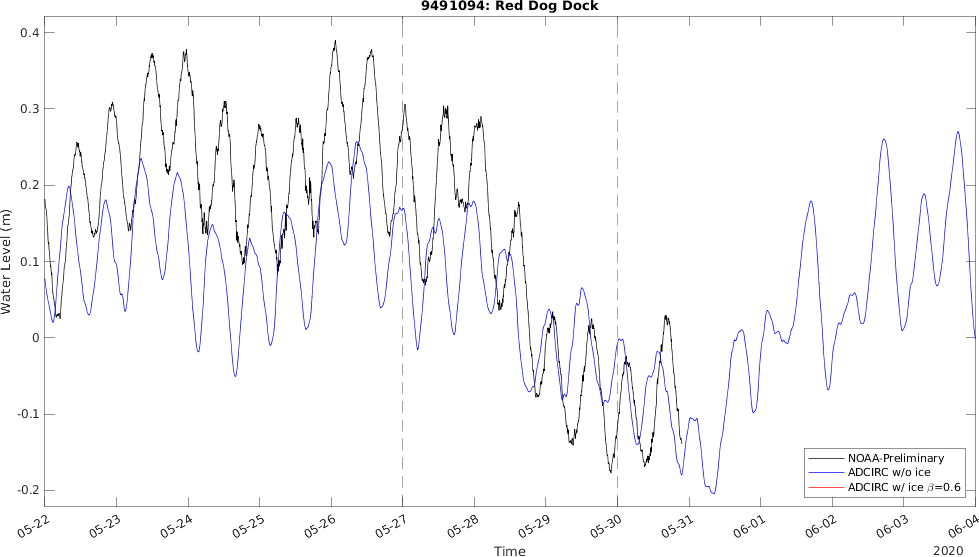 9491094: Red Dog Dock
Water Level (m)
0.4
0.3
0.2
0.1
0
-0.1
-0.2
NOAA-Preliminary
ADCIRC w/o ice
ADCIRC w/ ice β=0.6
05-22 05-23 05-24 05-25 05-26 05-27 05-28 05-29 05-30 05-31 06-01 06-02 06-03 06-04
Time
2020